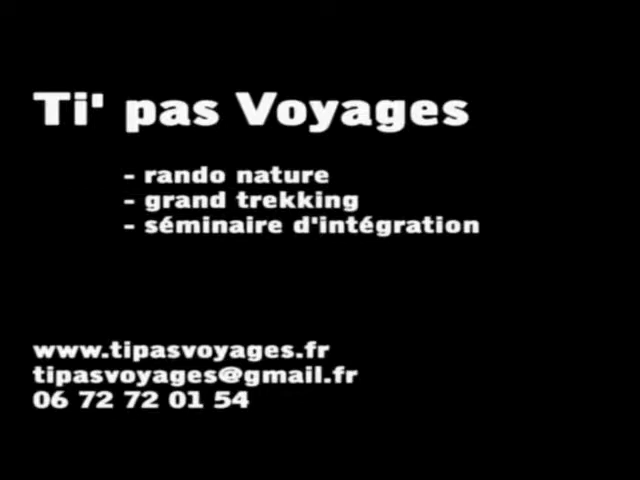 Ti' pas Voyages
- rando nature
- grand trekking
- séminaire d'intégration
www.tipasvoyages.fr
tipasvoyages@gmail.fr
06 72 72 01 54